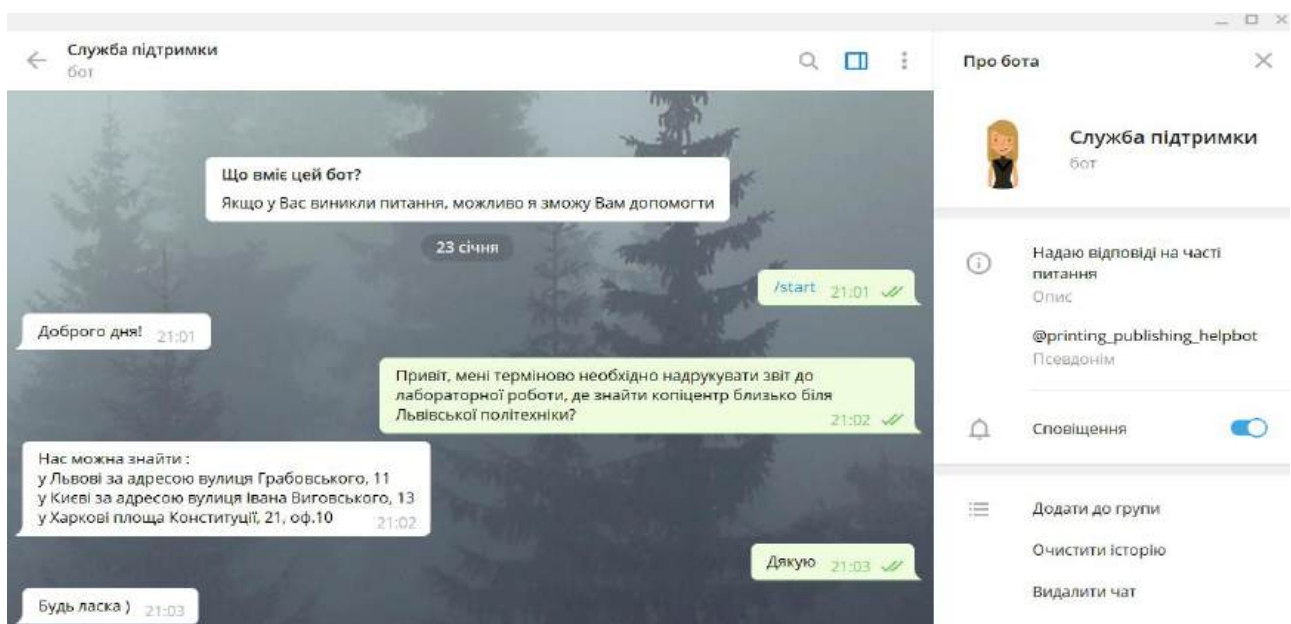 Служба підтримки
бот
Що вміє цей бот?
Якщо у Вас виникли питання, можливо я зможу Вам допомогти
23 січня
/start 21:01
Доброго дня! 21:01
Привіт, мені терміново необхідно надрукувати звіт до
лабораторної роботи, де знайти копіцентр близько біля
Львівської політехніки? 21:02
Нас можна знайти :
у Львові за адресою вулиця Грабовського, 11
у Києві за адресою вулиця Івана Виговського, 13
у Харкові площа Конституції, 21, оф.10 21:02
Дякую 21:03
Будь ласка ) 21:03
Про бота
Служба підтримки
бот
Надаю відповіді на часті
питання
Опис
@printing_publishing_helpbot
Псевдонім
Сповіщення
Додати до групи
Очистити історію
Видалити чат